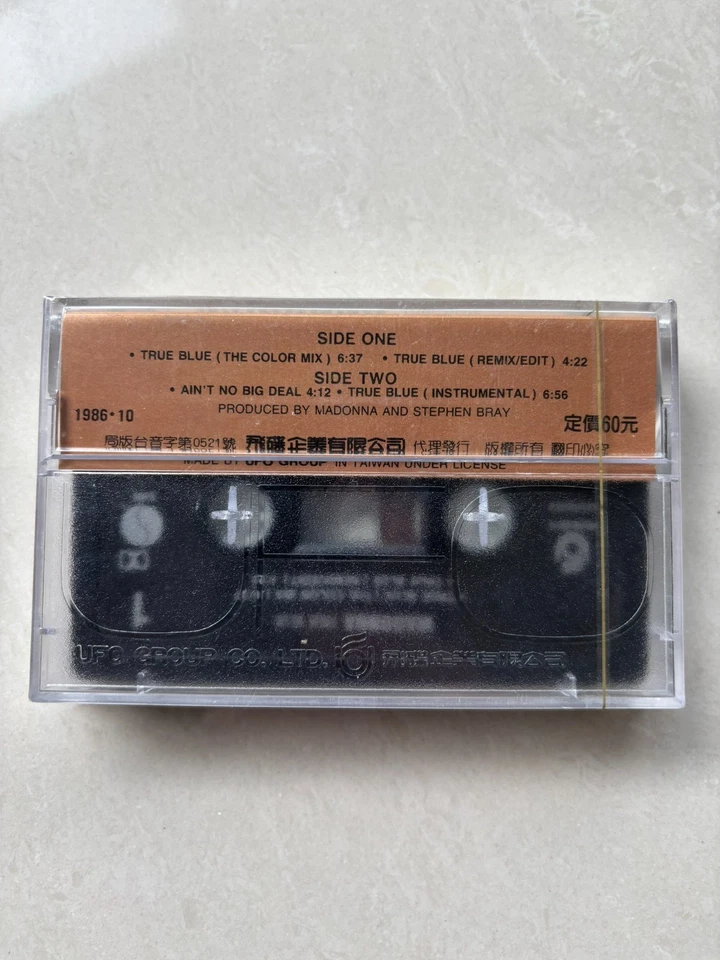 SIDE ONE
• TRUE BLUE ( THE COLOR MIX ) 6:37 • TRUE BLUE ( REMIX/EDIT ) 4:22
SIDE TWO
• AIN'T NO BIG DEAL 4:12 • TRUE BLUE ( INSTRUMENTAL ) 6:56
PRODUCED BY MADONNA AND STEPHEN BRAY
1986•10 定價60元
局版台音字第0521號 飛碟企業有限公司 代理發行 版權所有 翻印必究
MADE BY UFO GROUP IN TAIWAN UNDER LICENSE
UFO GROUP CO., LTD. 飛碟企業有限公司